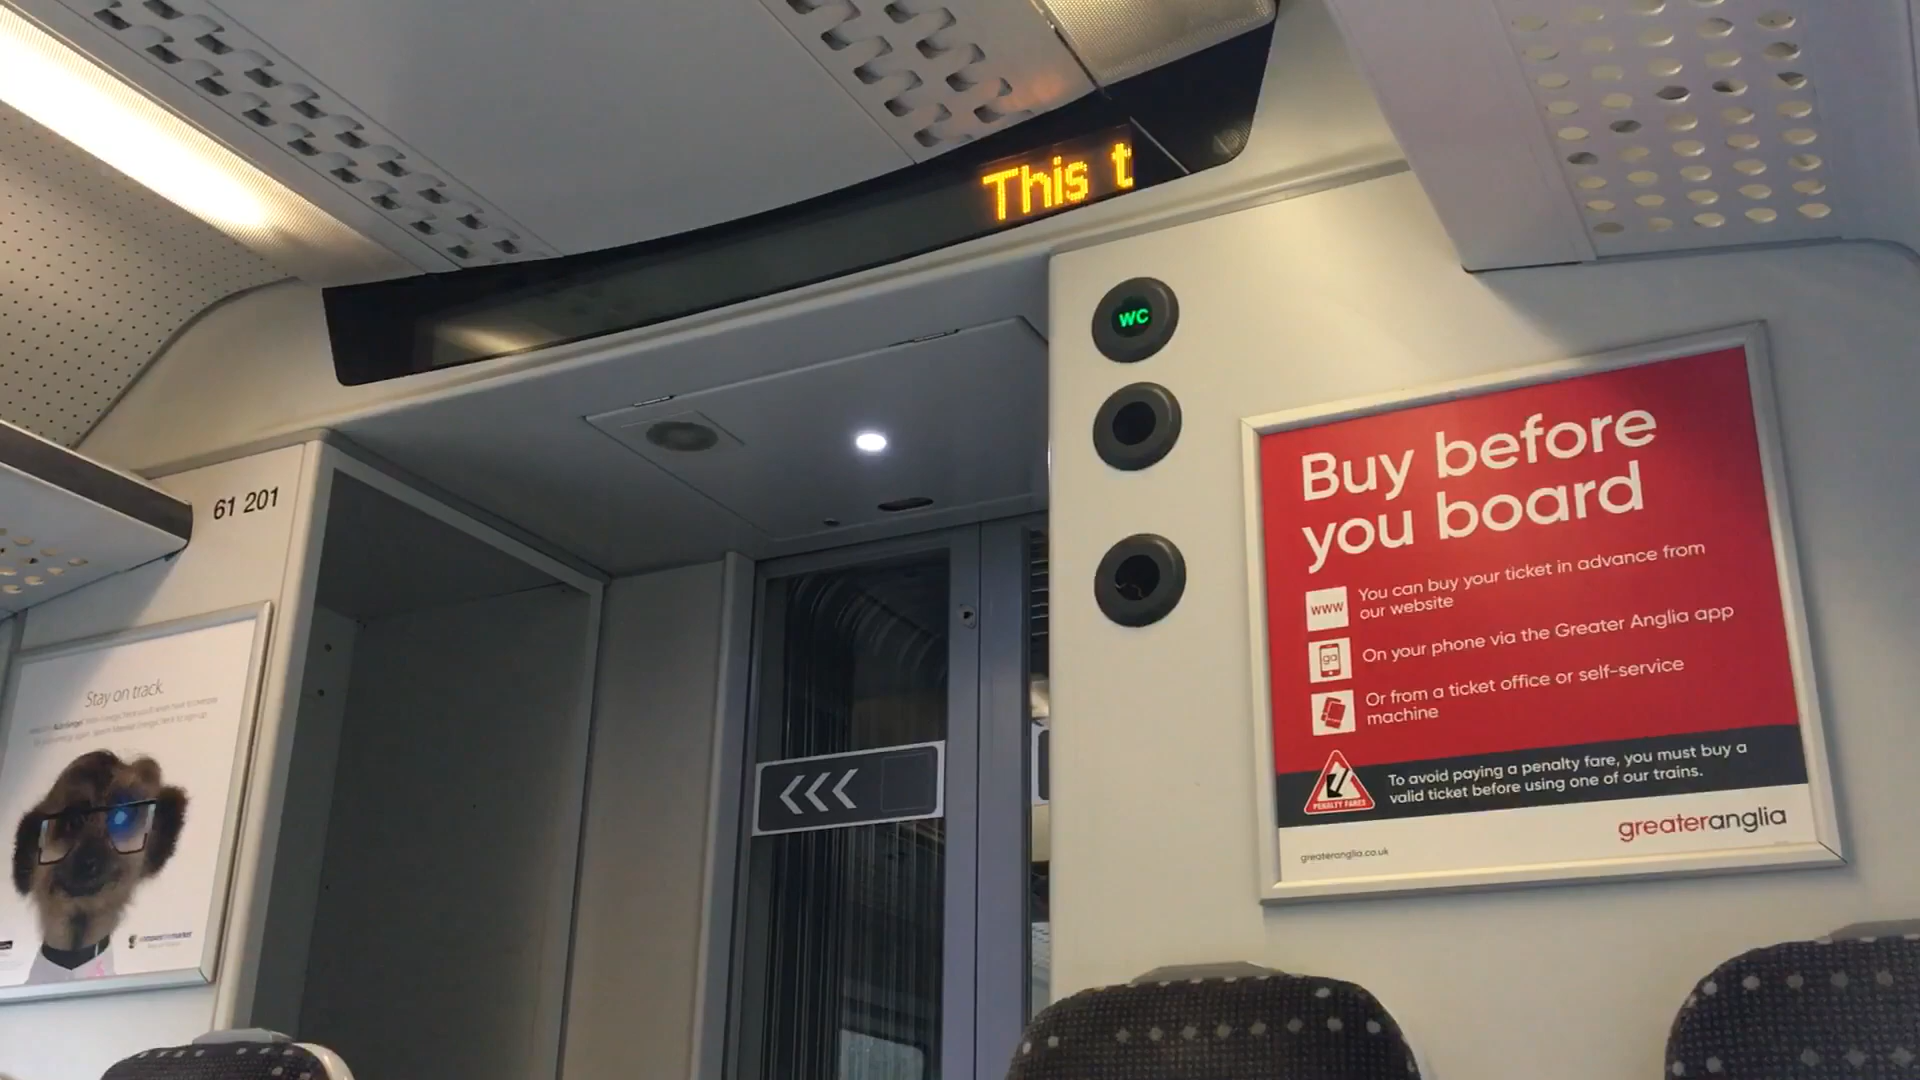 This t
WC
61 201
Stay on track.
Buy before
you board
www
You can buy your ticket in advance from
our website
ga
On your phone via the Greater Anglia app
Or from a ticket office or self-service
machine
PENALTY FARES
To avoid paying a penalty fare, you must buy a
valid ticket before using one of our trains.
greateranglia
greateranglia.co.uk